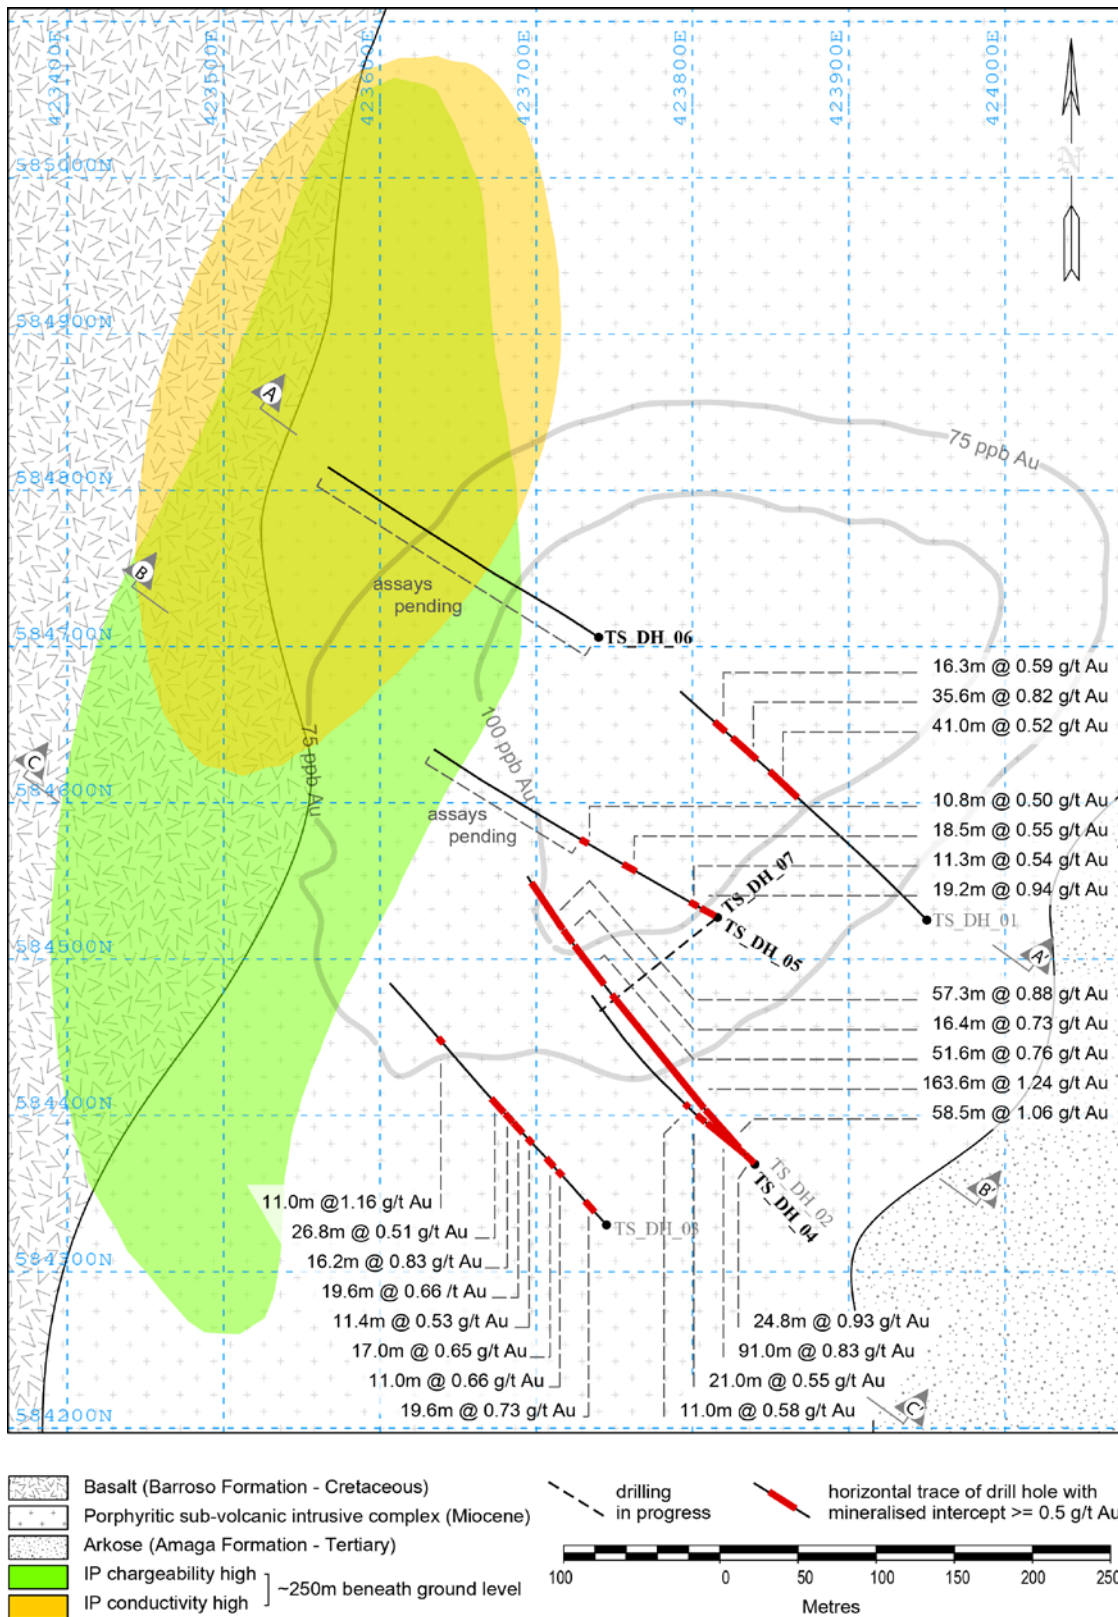 423400E
423500E
423600E
423700E
423800E
423900E
424000E
N
585000N
584900N
584800N
584700N
584600N
584500N
584400N
584300N
584200N
A
B
C
75 ppb Au
assays
pending
TS_DH_06
16.3m @ 0.59 g/t Au
35.6m @ 0.82 g/t Au
41.0m @ 0.52 g/t Au
75 ppb Au
100 ppb Au
assays
pending
10.8m @ 0.50 g/t Au
18.5m @ 0.55 g/t Au
11.3m @ 0.54 g/t Au
19.2m @ 0.94 g/t Au
TS_DH_07
TS_DH_05
TS_DH_01
A'
57.3m @ 0.88 g/t Au
16.4m @ 0.73 g/t Au
51.6m @ 0.76 g/t Au
163.6m @ 1.24 g/t Au
58.5m @ 1.06 g/t Au
TS_DH_02
TS_DH_04
B'
TS_DH_03
11.0m @1.16 g/t Au
26.8m @ 0.51 g/t Au
16.2m @ 0.83 g/t Au
19.6m @ 0.66 /t Au
11.4m @ 0.53 g/t Au
17.0m @ 0.65 g/t Au
11.0m @ 0.66 g/t Au
19.6m @ 0.73 g/t Au
24.8m @ 0.93 g/t Au
91.0m @ 0.83 g/t Au
21.0m @ 0.55 g/t Au
11.0m @ 0.58 g/t Au
C'
Basalt (Barroso Formation - Cretaceous)
Porphyritic sub-volcanic intrusive complex (Miocene)
Arkose (Amaga Formation - Tertiary)
IP chargeability high
IP conductivity high
~250m beneath ground level
drilling
in progress
horizontal trace of drill hole with
mineralised intercept >= 0.5 g/t Au
100 0 50 100 150 200 250
Metres